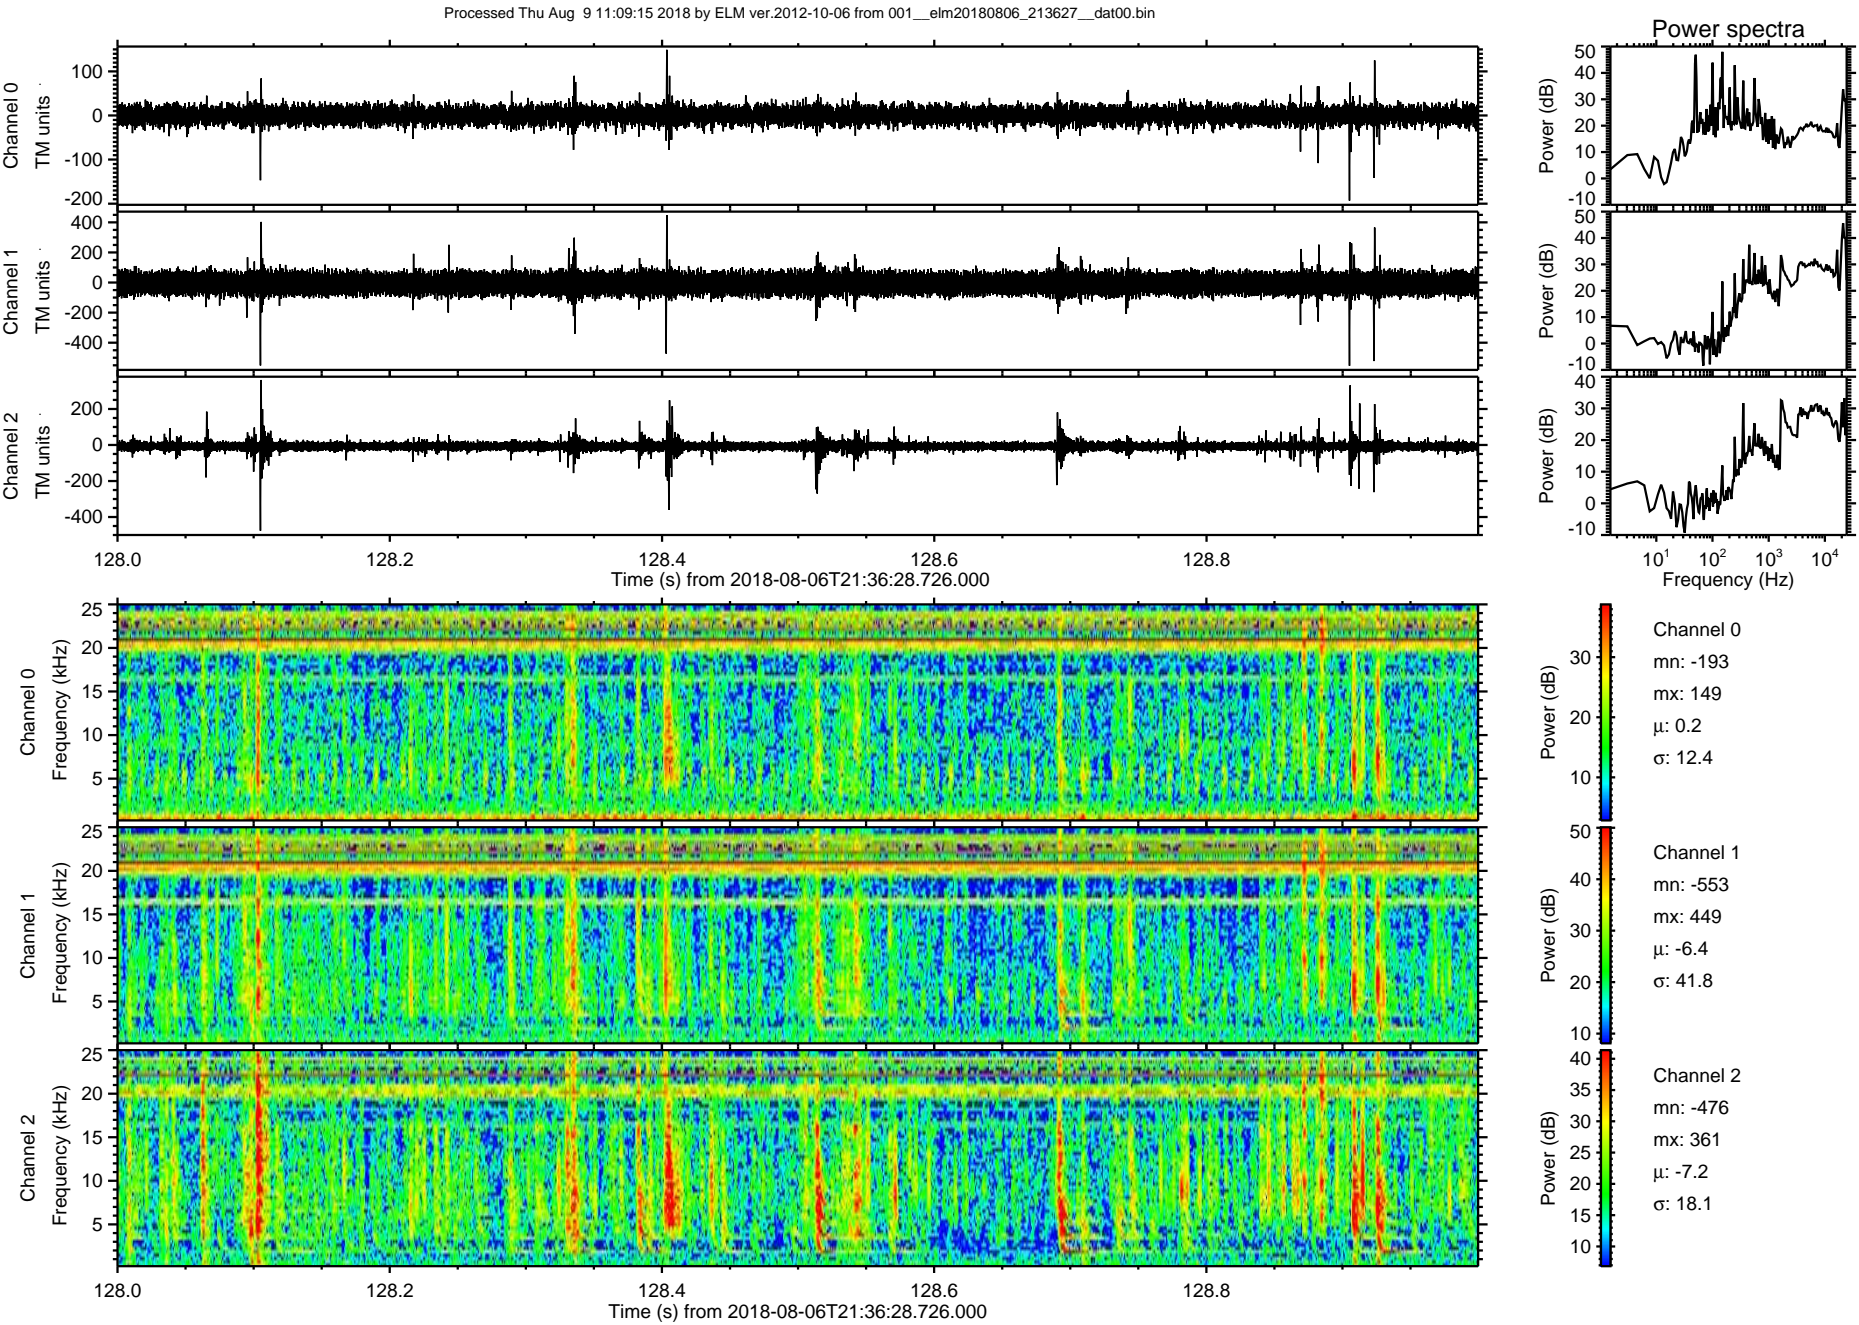 Processed Thu Aug  9 11:09:15 2018 by ELM ver.2012-10-06 from 001__elm20180806_213627__dat00.bin
Power spectra
Channel 0
TM units
100
0
-100
-200
Power (dB)
50
40
30
20
10
0
-10
Channel 1
TM units
400
200
0
-200
-400
Power (dB)
50
40
30
20
10
0
-10
Channel 2
TM units
200
0
-200
-400
Power (dB)
40
30
20
10
0
-10
128.0
128.2
128.4
128.6
128.8
Time (s) from 2018-08-06T21:36:28.726.000
10¹
10²
10³
10⁴
Frequency (Hz)
Channel 0
Frequency (kHz)
25
20
15
10
5
Power (dB)
30
20
10
Channel 0
mn: -193
mx: 149
μ: 0.2
σ: 12.4
Channel 1
Frequency (kHz)
25
20
15
10
5
Power (dB)
50
40
30
20
10
Channel 1
mn: -553
mx: 449
μ: -6.4
σ: 41.8
Channel 2
Frequency (kHz)
25
20
15
10
5
Power (dB)
40
35
30
25
20
15
10
Channel 2
mn: -476
mx: 361
μ: -7.2
σ: 18.1
128.0
128.2
128.4
128.6
128.8
Time (s) from 2018-08-06T21:36:28.726.000